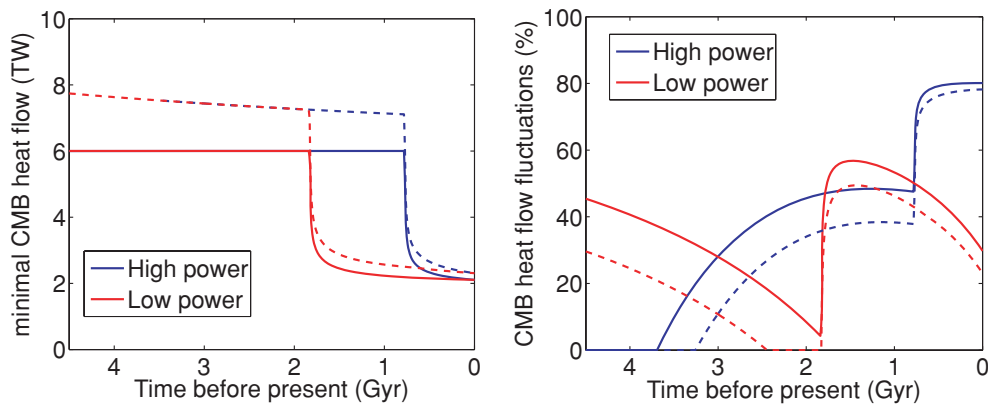 minimal CMB heat flow (TW)
10
8
6
4
2
0
High power
Low power
4
3
2
1
0
Time before present (Gyr)
CMB heat flow fluctuations (%)
100
80
60
40
20
0
High power
Low power
4
3
2
1
0
Time before present (Gyr)